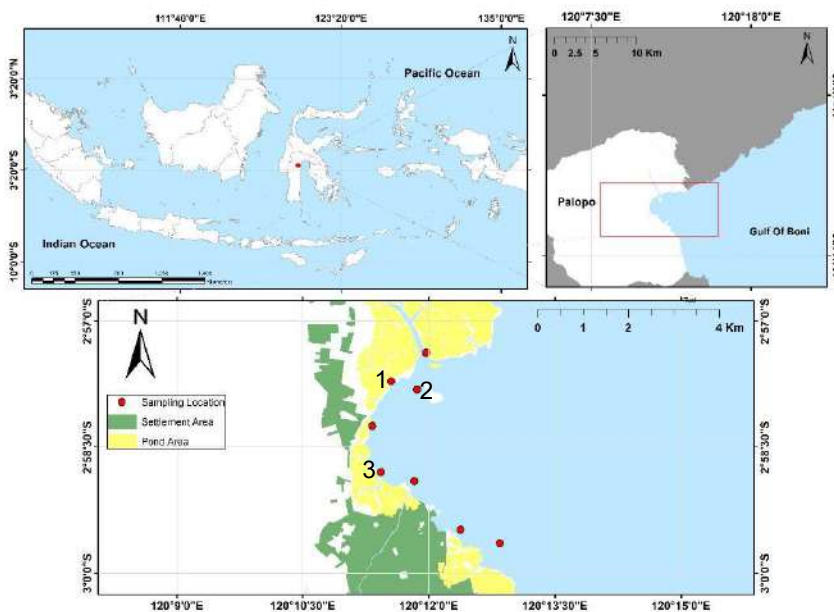 111°40'0"E 123°20'0"E 135°0'0"E
N
Pacific Ocean
3°20'0"N
3°20'0"S
10°0'0"S
Indian Ocean
120°7'30"E 120°18'0"E
0 2.5 5 10 Km
N
Palopo
Gulf Of Boni
N
0 1 2 4 Km
2°57'0"S 2°57'0"S
1
2
Sampling Location
Settlement Area
Pond Area
3
2°58'30"S 2°58'30"S
3°0'0"S 3°0'0"S
120°9'0"E 120°10'30"E 120°12'0"E 120°13'30"E 120°15'0"E